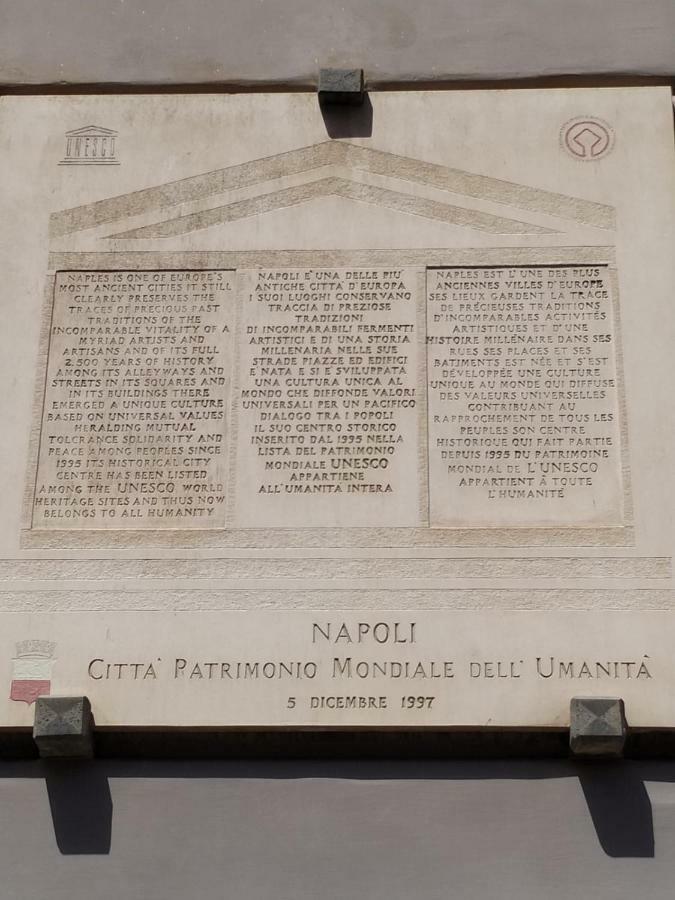 UNESCO
NAPLES IS ONE OF EUROPE'S
MOST ANCIENT CITIES IT STILL
CLEARLY PRESERVES THE
TRACES OF PRECIOUS PAST
TRADITIONS OF THE
INCOMPARABLE VITALITY OF A
MYRIAD ARTISTS AND
ARTISANS AND OF ITS FULL
2.500 YEARS OF HISTORY
AMONG ITS ALLEYWAYS AND
STREETS IN ITS SQUARES AND
IN ITS BUILDINGS THERE
EMERGED A UNIQUE CULTURE
BASED ON UNIVERSAL VALUES
HERALDING MUTUAL
TOLERANCE SOLIDARITY AND
PEACE AMONG PEOPLES SINCE
1995 ITS HISTORICAL CITY
CENTRE HAS BEEN LISTED
AMONG THE UNESCO WORLD
HERITAGE SITES AND THUS NOW
BELONGS TO ALL HUMANITY
NAPOLI E' UNA DELLE PIU'
ANTICHE CITTA' D'EUROPA
I SUOI LUOGHI CONSERVANO
TRACCIA DI PREZIOSE
TRADIZIONI
DI INCOMPARABILI FERMENTI
ARTISTICI E DI UNA STORIA
MILLENARIA NELLE SUE
STRADE PIAZZE ED EDIFICI
E' NATA E SI E' SVILUPPATA
UNA CULTURA UNICA AL
MONDO CHE DIFFONDE VALORI
UNIVERSALI PER UN PACIFICO
DIALOGO TRA I POPOLI
IL SUO CENTRO STORICO
INSERITO DAL 1995 NELLA
LISTA DEL PATRIMONIO
MONDIALE UNESCO
APPARTIENE
ALL'UMANITA' INTERA
NAPLES EST L'UNE DES PLUS
ANCIENNES VILLES D'EUROPE
SES LIEUX GARDENT LA TRACE
DE PRÉCIEUSES TRADITIONS
D'INCOMPARABLES ACTIVITÉS
ARTISTIQUES ET D'UNE
HISTOIRE MILLÉNAIRE DANS SES
RUES SES PLACES ET SES
BATIMENTS EST NÉE ET S'EST
DÉVELOPPÉE UNE CULTURE
UNIQUE AU MONDE QUI DIFFUSE
DES VALEURS UNIVERSELLES
CONTRIBUANT AU
RAPPROCHEMENT DE TOUS LES
PEUPLES SON CENTRE
HISTORIQUE QUI FAIT PARTIE
DEPUIS 1995 DU PATRIMOINE
MONDIAL DE L'UNESCO
APPARTIENT À TOUTE
L'HUMANITÉ
NAPOLI
CITTA' PATRIMONIO MONDIALE DELL' UMANITÀ
5 DICEMBRE 1997